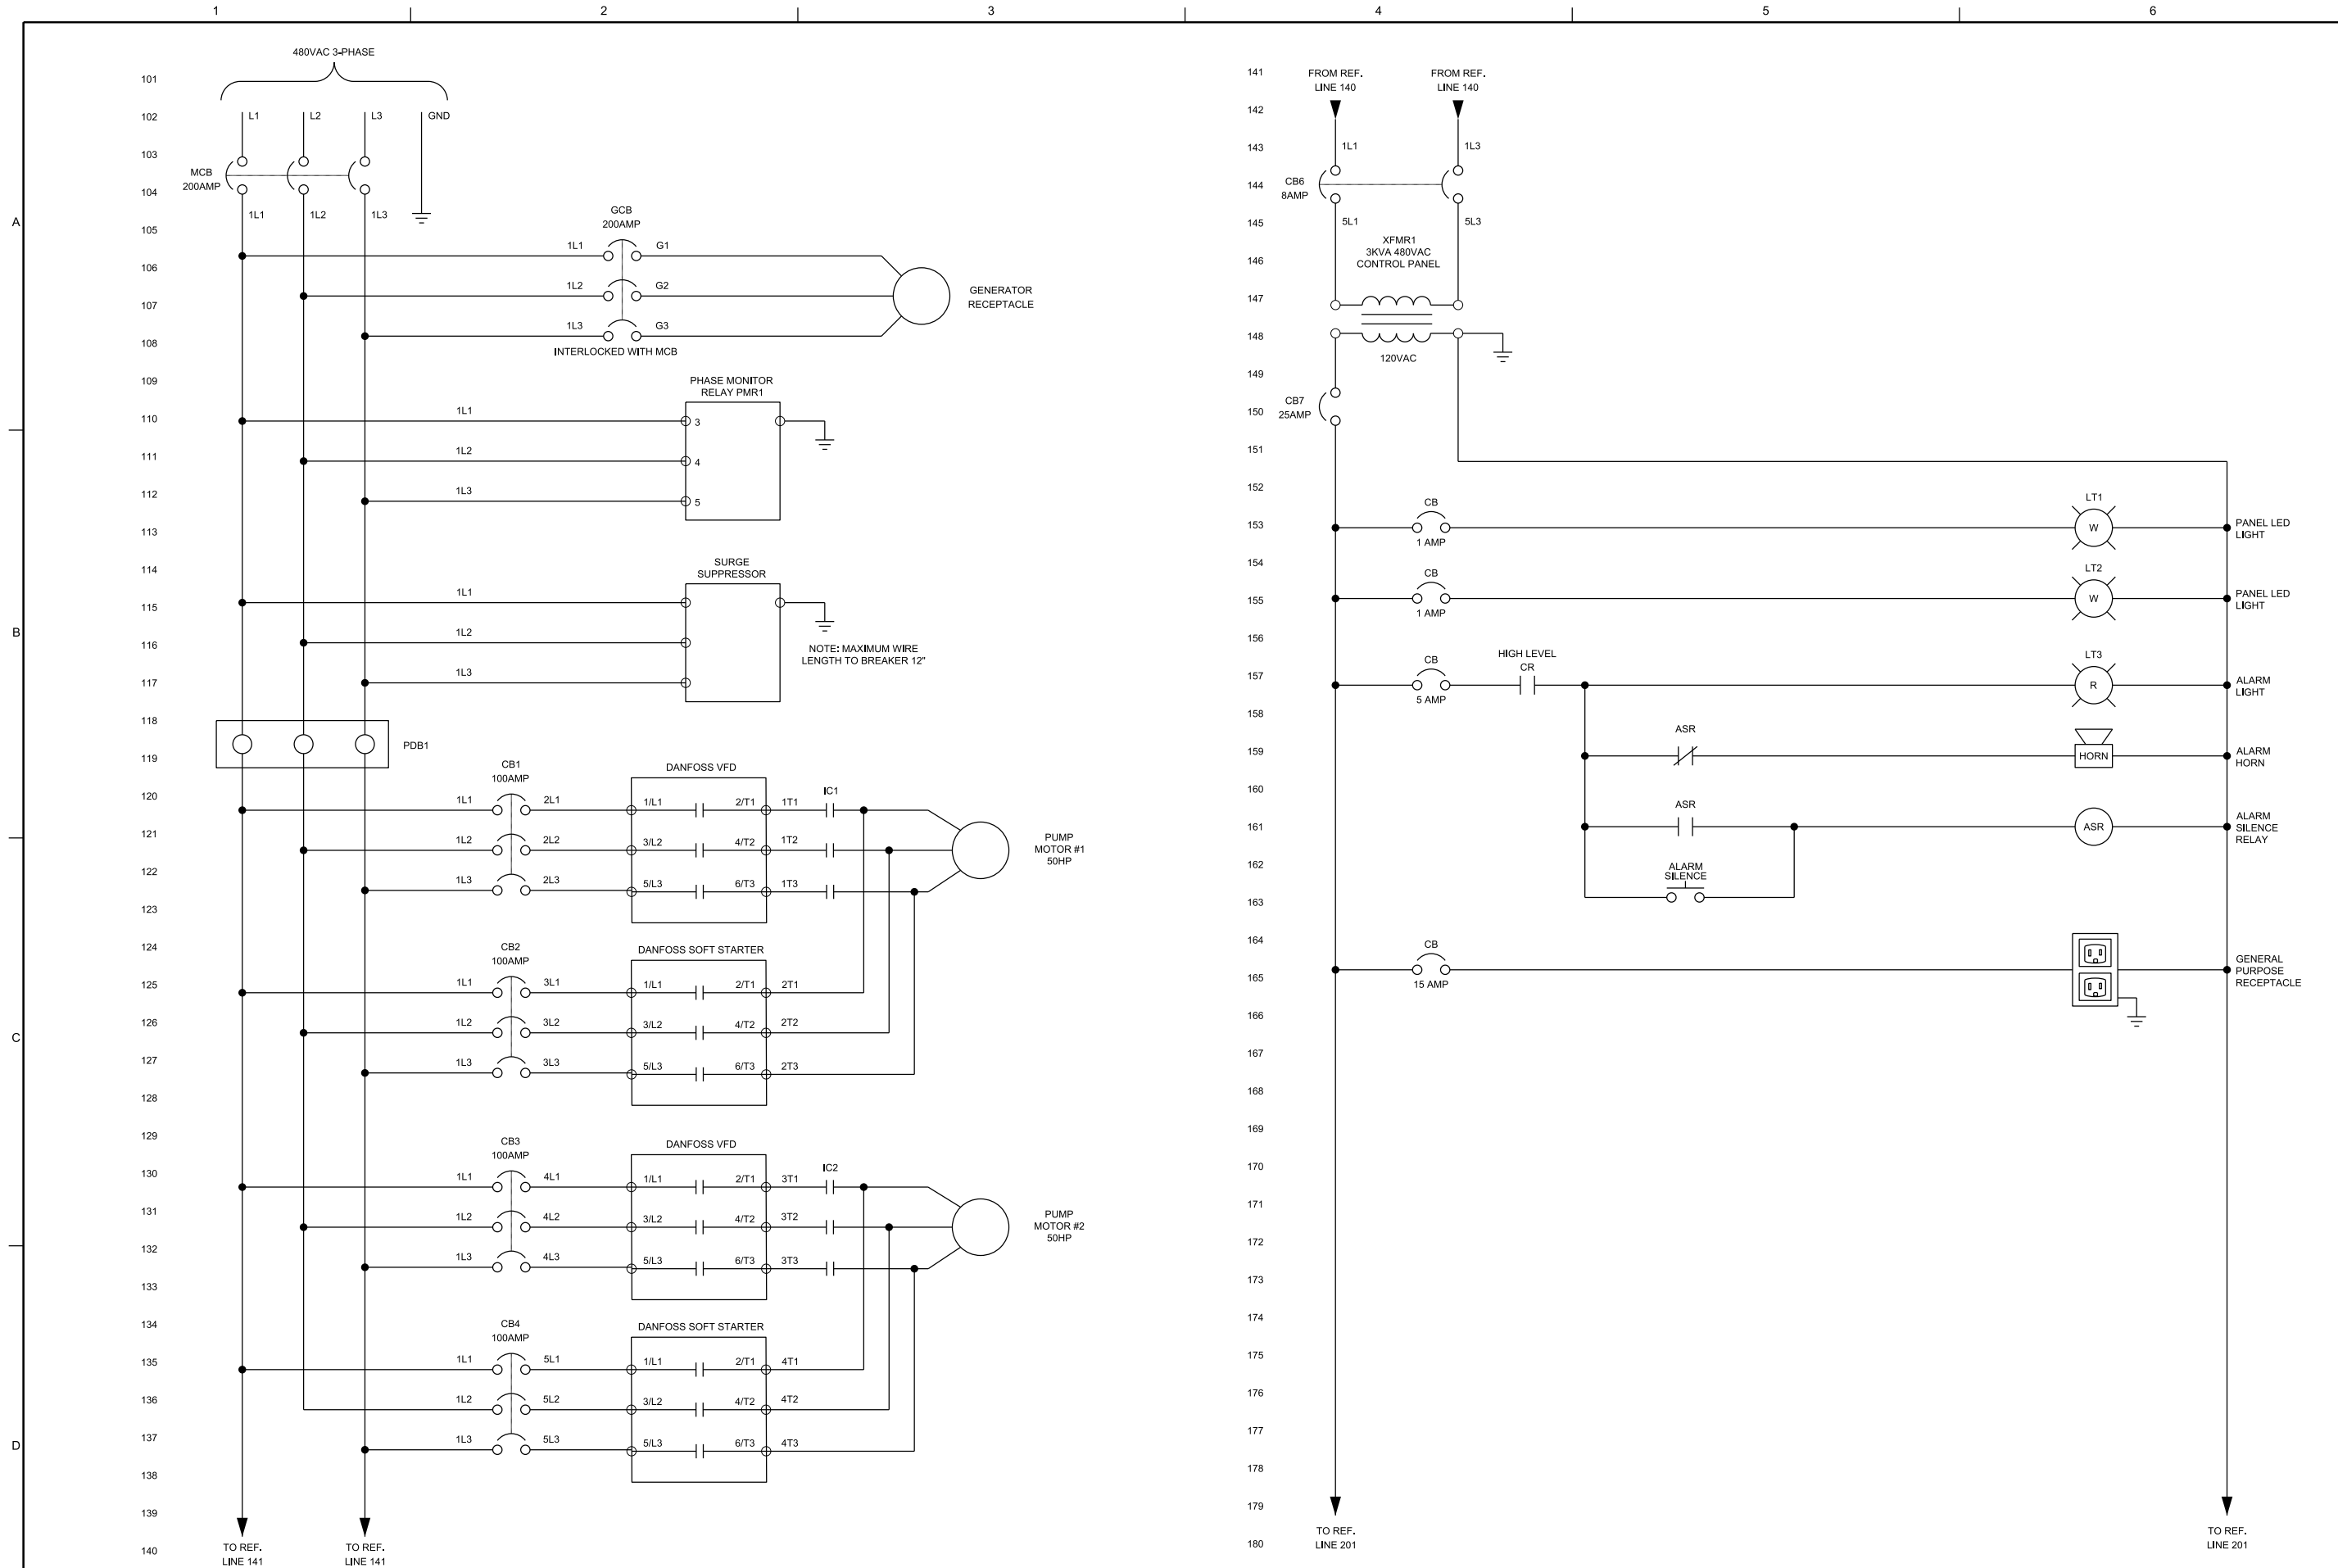 1
2
3
4
5
6
A
B
C
D
480VAC 3-PHASE
101
102
L1
L2
L3
GND
103
MCB
200AMP
104
1L1
1L2
1L3
GCB
200AMP
105
1L1
G1
106
1L2
G2
GENERATOR
RECEPTACLE
107
1L3
G3
108
INTERLOCKED WITH MCB
109
PHASE MONITOR
RELAY PMR1
110
1L1
3
111
1L2
4
112
1L3
5
113
114
SURGE
SUPPRESSOR
115
1L1
116
1L2
NOTE: MAXIMUM WIRE
LENGTH TO BREAKER 12"
117
1L3
118
PDB1
119
CB1
100AMP
DANFOSS VFD
120
1L1
2L1
1/L1
2/T1
1T1
IC1
121
1L2
2L2
3/L2
4/T2
1T2
PUMP
MOTOR #1
50HP
122
1L3
2L3
5/L3
6/T3
1T3
123
124
CB2
100AMP
DANFOSS SOFT STARTER
125
1L1
3L1
1/L1
2/T1
2T1
126
1L2
3L2
3/L2
4/T2
2T2
127
1L3
3L3
5/L3
6/T3
2T3
128
129
CB3
100AMP
DANFOSS VFD
130
1L1
4L1
1/L1
2/T1
3T1
IC2
131
1L2
4L2
3/L2
4/T2
3T2
PUMP
MOTOR #2
50HP
132
1L3
4L3
5/L3
6/T3
3T3
133
134
CB4
100AMP
DANFOSS SOFT STARTER
135
1L1
5L1
1/L1
2/T1
4T1
136
1L2
5L2
3/L2
4/T2
4T2
137
1L3
5L3
5/L3
6/T3
4T3
138
139
140
TO REF.
LINE 141
TO REF.
LINE 141
141
FROM REF.
LINE 140
FROM REF.
LINE 140
142
143
1L1
1L3
144
CB6
8AMP
145
5L1
5L3
146
XFMR1
3KVA 480VAC
CONTROL PANEL
147
148
120VAC
149
150
CB7
25AMP
151
152
153
CB
1 AMP
LT1
W
PANEL LED
LIGHT
154
155
CB
1 AMP
LT2
W
PANEL LED
LIGHT
156
157
CB
5 AMP
HIGH LEVEL
CR
LT3
R
ALARM
LIGHT
158
159
ASR
HORN
ALARM
HORN
160
161
ASR
ASR
ALARM
SILENCE
RELAY
162
ALARM
SILENCE
163
164
165
CB
15 AMP
GENERAL
PURPOSE
RECEPTACLE
166
167
168
169
170
171
172
173
174
175
176
177
178
179
180
TO REF.
LINE 201
TO REF.
LINE 201